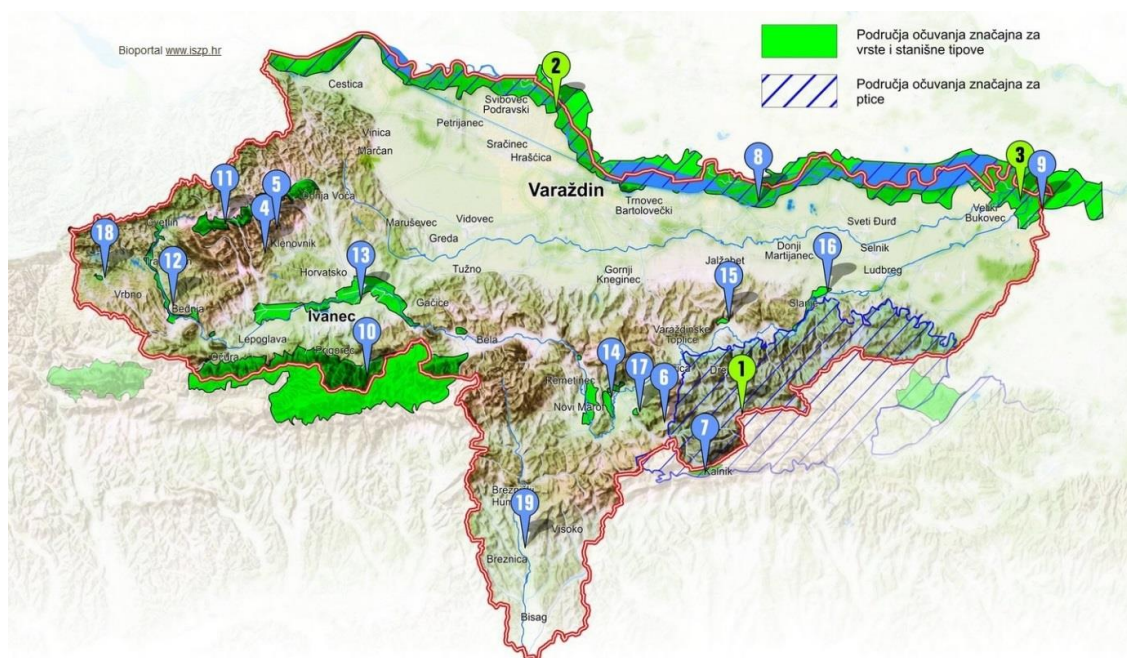 Bioportal www.iszp.hr
Područja očuvanja značajna za
vrste i stanišne tipove
Područja očuvanja značajna za
ptice
2
Cestica
Svibovec
Podravski
Petrijanec
Vinica
Marčan
Sračinec
Hrašćica
8
3
9
Varaždin
11
5
4
Trnovec
Bartolovečki
Veliki
Bukovec
18
12
Klenovnik
Maruševec
Vidovec
Greda
Sveti Đurđ
13
Horvatsko
Tužno
Gornji
Kneginec
Jalžabet
15
Donji
Martijanec
16
Selnik
Ludbreg
Vrbno
Bednja
Gačice
Ivanec
Lepoglava
Bela
Varaždinske
Toplice
10
Očura
14
17
6
1
Remetinec
Novi Marof
7
Kalnik
19
Visoko
Breznica
Bisag